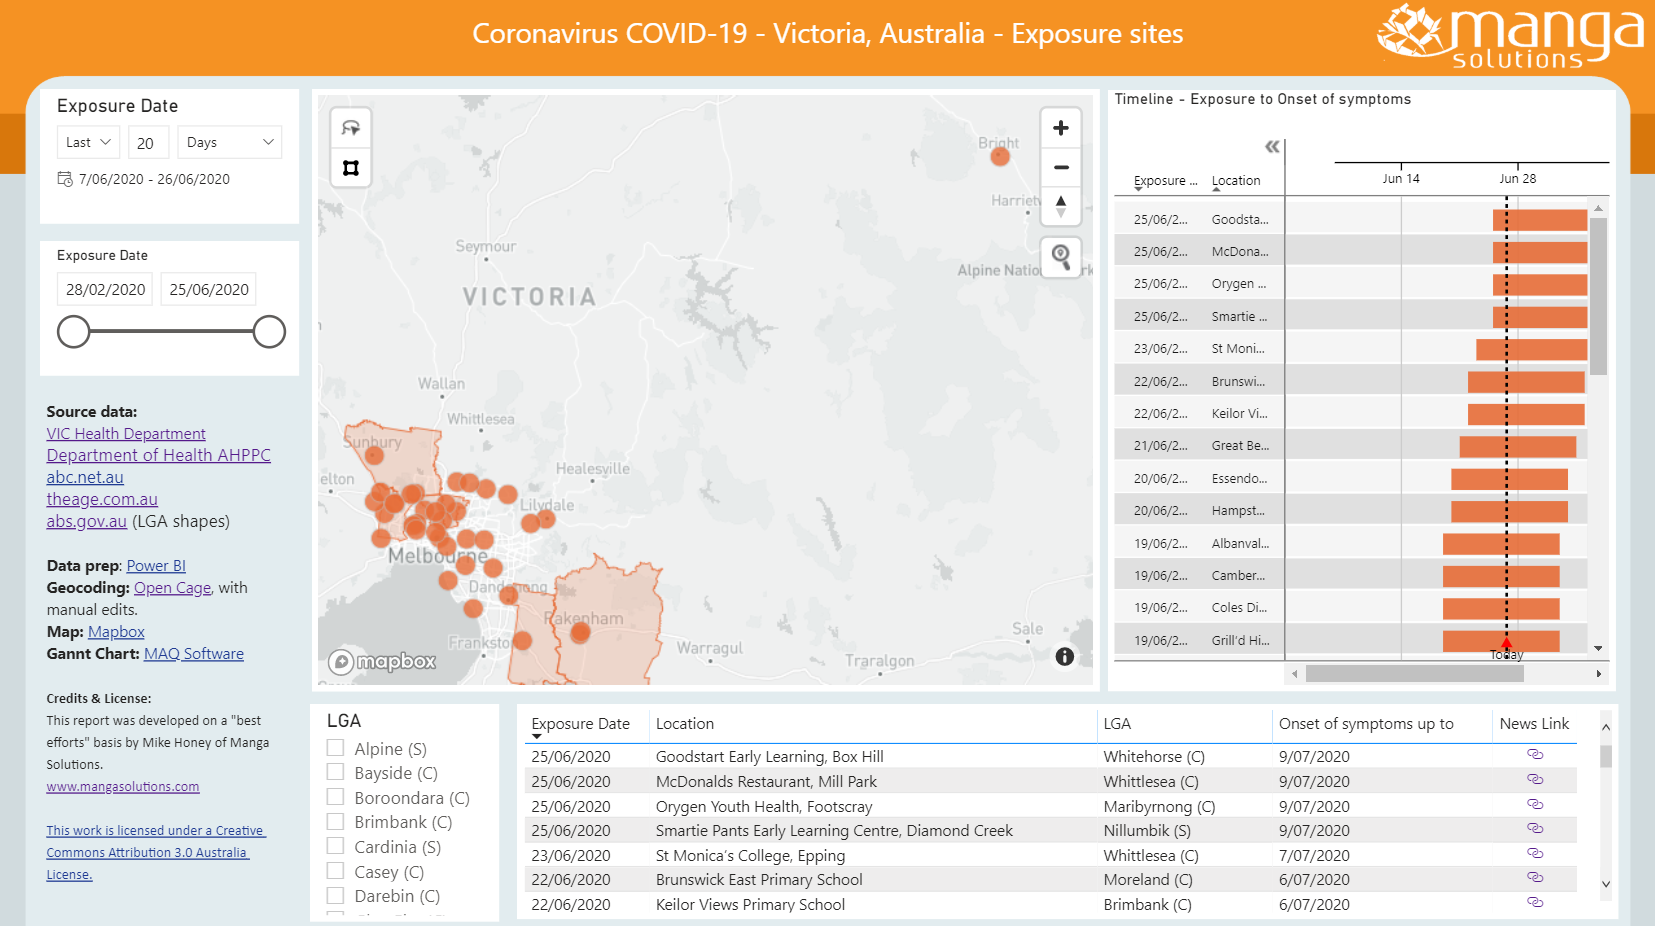 Coronavirus COVID-19 - Victoria, Australia - Exposure sites
manga
solutions
Exposure Date
Last 20 Days
7/06/2020 - 26/06/2020
Exposure Date
28/02/2020 25/06/2020
Source data:
VIC Health Department
Department of Health AHPPC
abc.net.au
theage.com.au
abs.gov.au (LGA shapes)
Data prep: Power BI
Geocoding: Open Cage, with
manual edits.
Map: Mapbox
Gannt Chart: MAQ Software
Credits & License:
This report was developed on a "best
efforts" basis by Mike Honey of Manga
Solutions.
www.mangasolutions.com
This work is licensed under a Creative
Commons Attribution 3.0 Australia
License.
Bright
Harriet
Seymour
Alpine Natio
rk
VICTORIA
Wallan
Whittlesea
Sunbury
Healesville
elton
Lilydale
Melbourne
Dandenong
Pakenham
Frankston
Sale
Warragul
Traralgon
mapbox
Timeline - Exposure to Onset of symptoms
Exposure ... Location Jun 14 Jun 28
25/06/2... Goodsta...
25/06/2... McDona...
25/06/2... Orygen ...
25/06/2... Smartie ...
23/06/2... St Moni...
22/06/2... Brunswi...
22/06/2... Keilor Vi...
21/06/2... Great Be...
20/06/2... Essendo...
20/06/2... Hampst...
19/06/2... Albanval...
19/06/2... Camber...
19/06/2... Coles Di...
19/06/2... Grill'd Hi...
Today
LGA
Alpine (S)
Bayside (C)
Boroondara (C)
Brimbank (C)
Cardinia (S)
Casey (C)
Darebin (C)
Exposure Date Location LGA Onset of symptoms up to News Link
25/06/2020 Goodstart Early Learning, Box Hill Whitehorse (C) 9/07/2020
25/06/2020 McDonalds Restaurant, Mill Park Whittlesea (C) 9/07/2020
25/06/2020 Orygen Youth Health, Footscray Maribyrnong (C) 9/07/2020
25/06/2020 Smartie Pants Early Learning Centre, Diamond Creek Nillumbik (S) 9/07/2020
23/06/2020 St Monica's College, Epping Whittlesea (C) 7/07/2020
22/06/2020 Brunswick East Primary School Moreland (C) 6/07/2020
22/06/2020 Keilor Views Primary School Brimbank (C) 6/07/2020